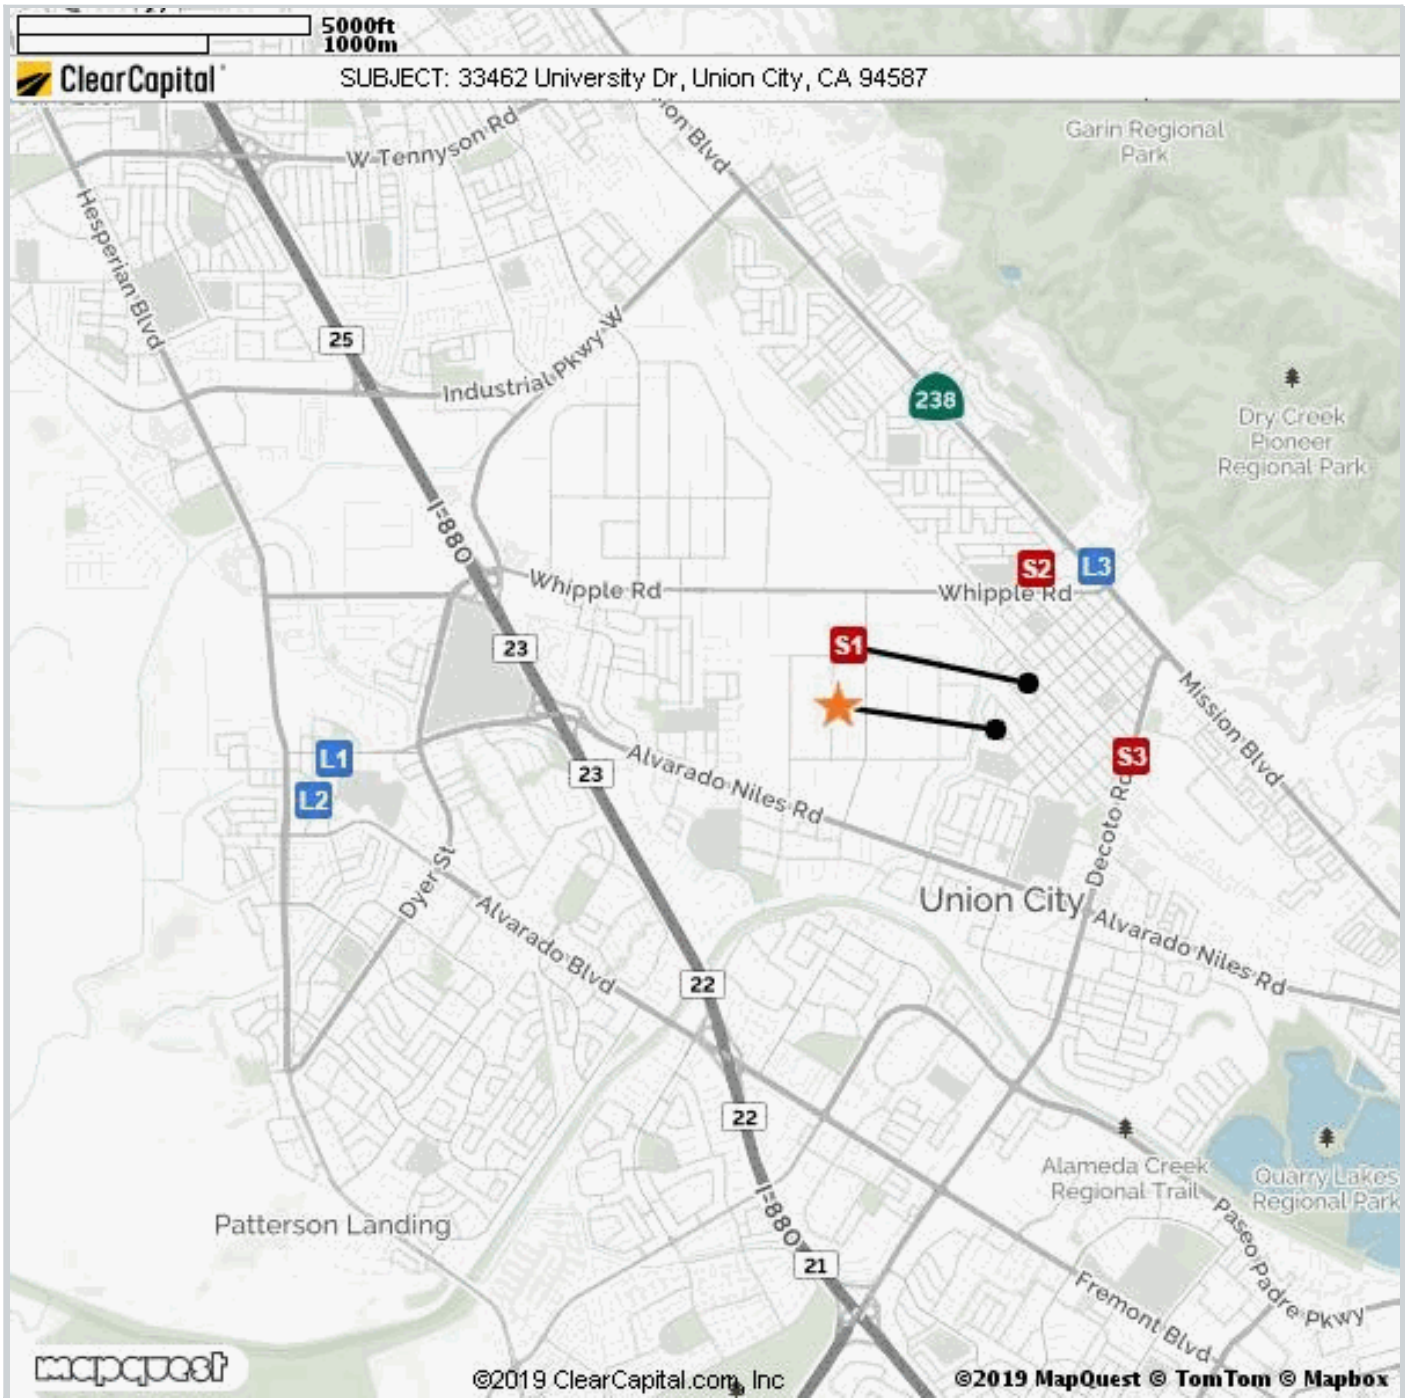 5000ft
1000m
ClearCapital
SUBJECT: 33462 University Dr, Union City, CA 94587
W Tennyson Rd
Blvd
Garin Regional
Park
Hesperian Blvd
25
Industrial Pkwy W
238
Dry Creek
Pioneer
Regional Park
I-880
Whipple Rd
S2
L3
Whipple Rd
23
S1
Mission Blvd
L1
L2
23
Alvarado Niles Rd
S3
Decoto Rd
Dyer St
Union City
Alvarado Blvd
Alvarado Niles Rd
22
22
Alameda Creek
Regional Trail
Quarry Lakes
Regional Park
I-880
Patterson Landing
Paseo Padre Pkwy
21
Fremont Blvd
mapquest
©2019 ClearCapital.com, Inc
©2019 MapQuest © TomTom © Mapbox